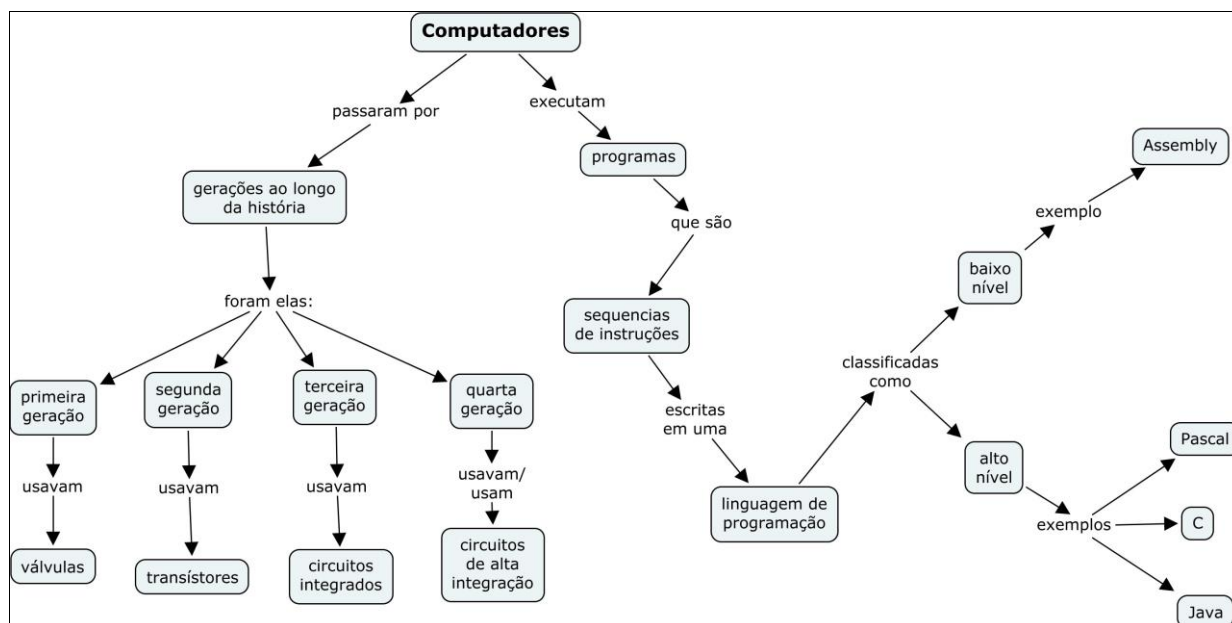 Computadores
passaram por
executam
gerações ao longo
da história
programas
Assembly
exemplo
que são
baixo
nível
foram elas:
sequencias
de instruções
classificadas
como
primeira
geração
segunda
geração
terceira
geração
quarta
geração
escritas
em uma
alto
nível
Pascal
usavam
usavam
usavam
usavam/
usam
linguagem de
programação
exemplos
C
válvulas
transístores
circuitos
integrados
circuitos
de alta
integração
Java